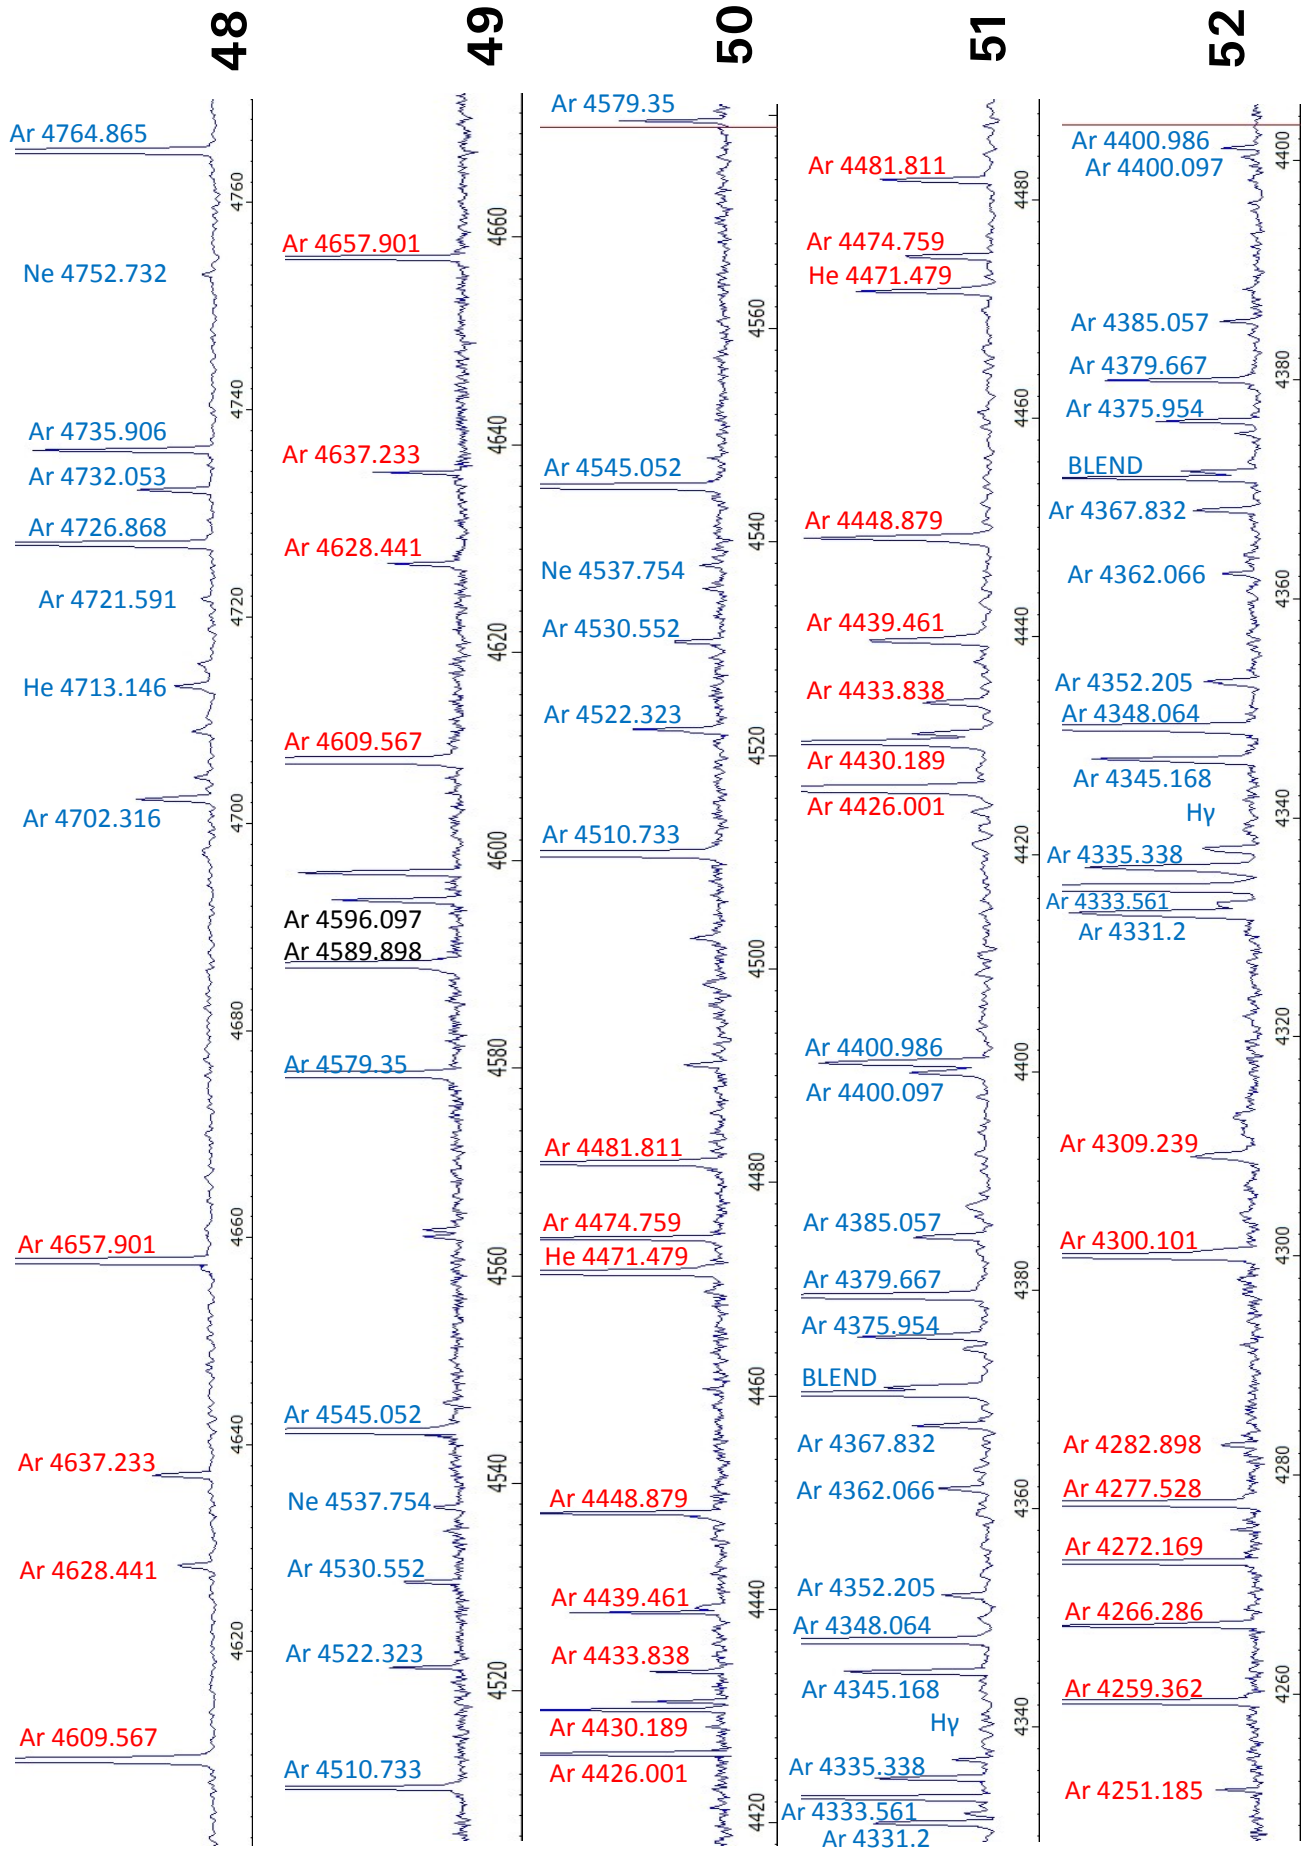 48
Ar 4764.865
4760
Ne 4752.732
4740
Ar 4735.906
Ar 4732.053
Ar 4726.868
4720
Ar 4721.591
He 4713.146
4700
Ar 4702.316
4680
4660
Ar 4657.901
4640
Ar 4637.233
Ar 4628.441
4620
Ar 4609.567
49
4660
Ar 4657.901
4640
Ar 4637.233
Ar 4628.441
4620
Ar 4609.567
4600
Ar 4596.097
Ar 4589.898
4580
Ar 4579.35
4560
Ar 4545.052
4540
Ne 4537.754
Ar 4530.552
Ar 4522.323
4520
Ar 4510.733
50
Ar 4579.35
4560
Ar 4545.052
4540
Ne 4537.754
Ar 4530.552
Ar 4522.323
4520
Ar 4510.733
4500
Ar 4481.811
4480
Ar 4474.759
He 4471.479
4460
Ar 4448.879
Ar 4439.461
4440
Ar 4433.838
Ar 4430.189
Ar 4426.001
4420
51
Ar 4481.811
4480
Ar 4474.759
He 4471.479
4460
Ar 4448.879
Ar 4439.461
4440
Ar 4433.838
Ar 4430.189
Ar 4426.001
4420
Ar 4400.986
4400
Ar 4400.097
Ar 4385.057
4380
Ar 4379.667
Ar 4375.954
BLEND
Ar 4367.832
Ar 4362.066
4360
Ar 4352.205
Ar 4348.064
Ar 4345.168
4340
Hγ
Ar 4335.338
Ar 4333.561
Ar 4331.2
52
Ar 4400.986
4400
Ar 4400.097
Ar 4385.057
4380
Ar 4379.667
Ar 4375.954
BLEND
Ar 4367.832
Ar 4362.066
4360
Ar 4352.205
Ar 4348.064
Ar 4345.168
4340
Hγ
Ar 4335.338
Ar 4333.561
Ar 4331.2
4320
Ar 4309.239
Ar 4300.101
4300
Ar 4282.898
4280
Ar 4277.528
Ar 4272.169
Ar 4266.286
4260
Ar 4259.362
Ar 4251.185